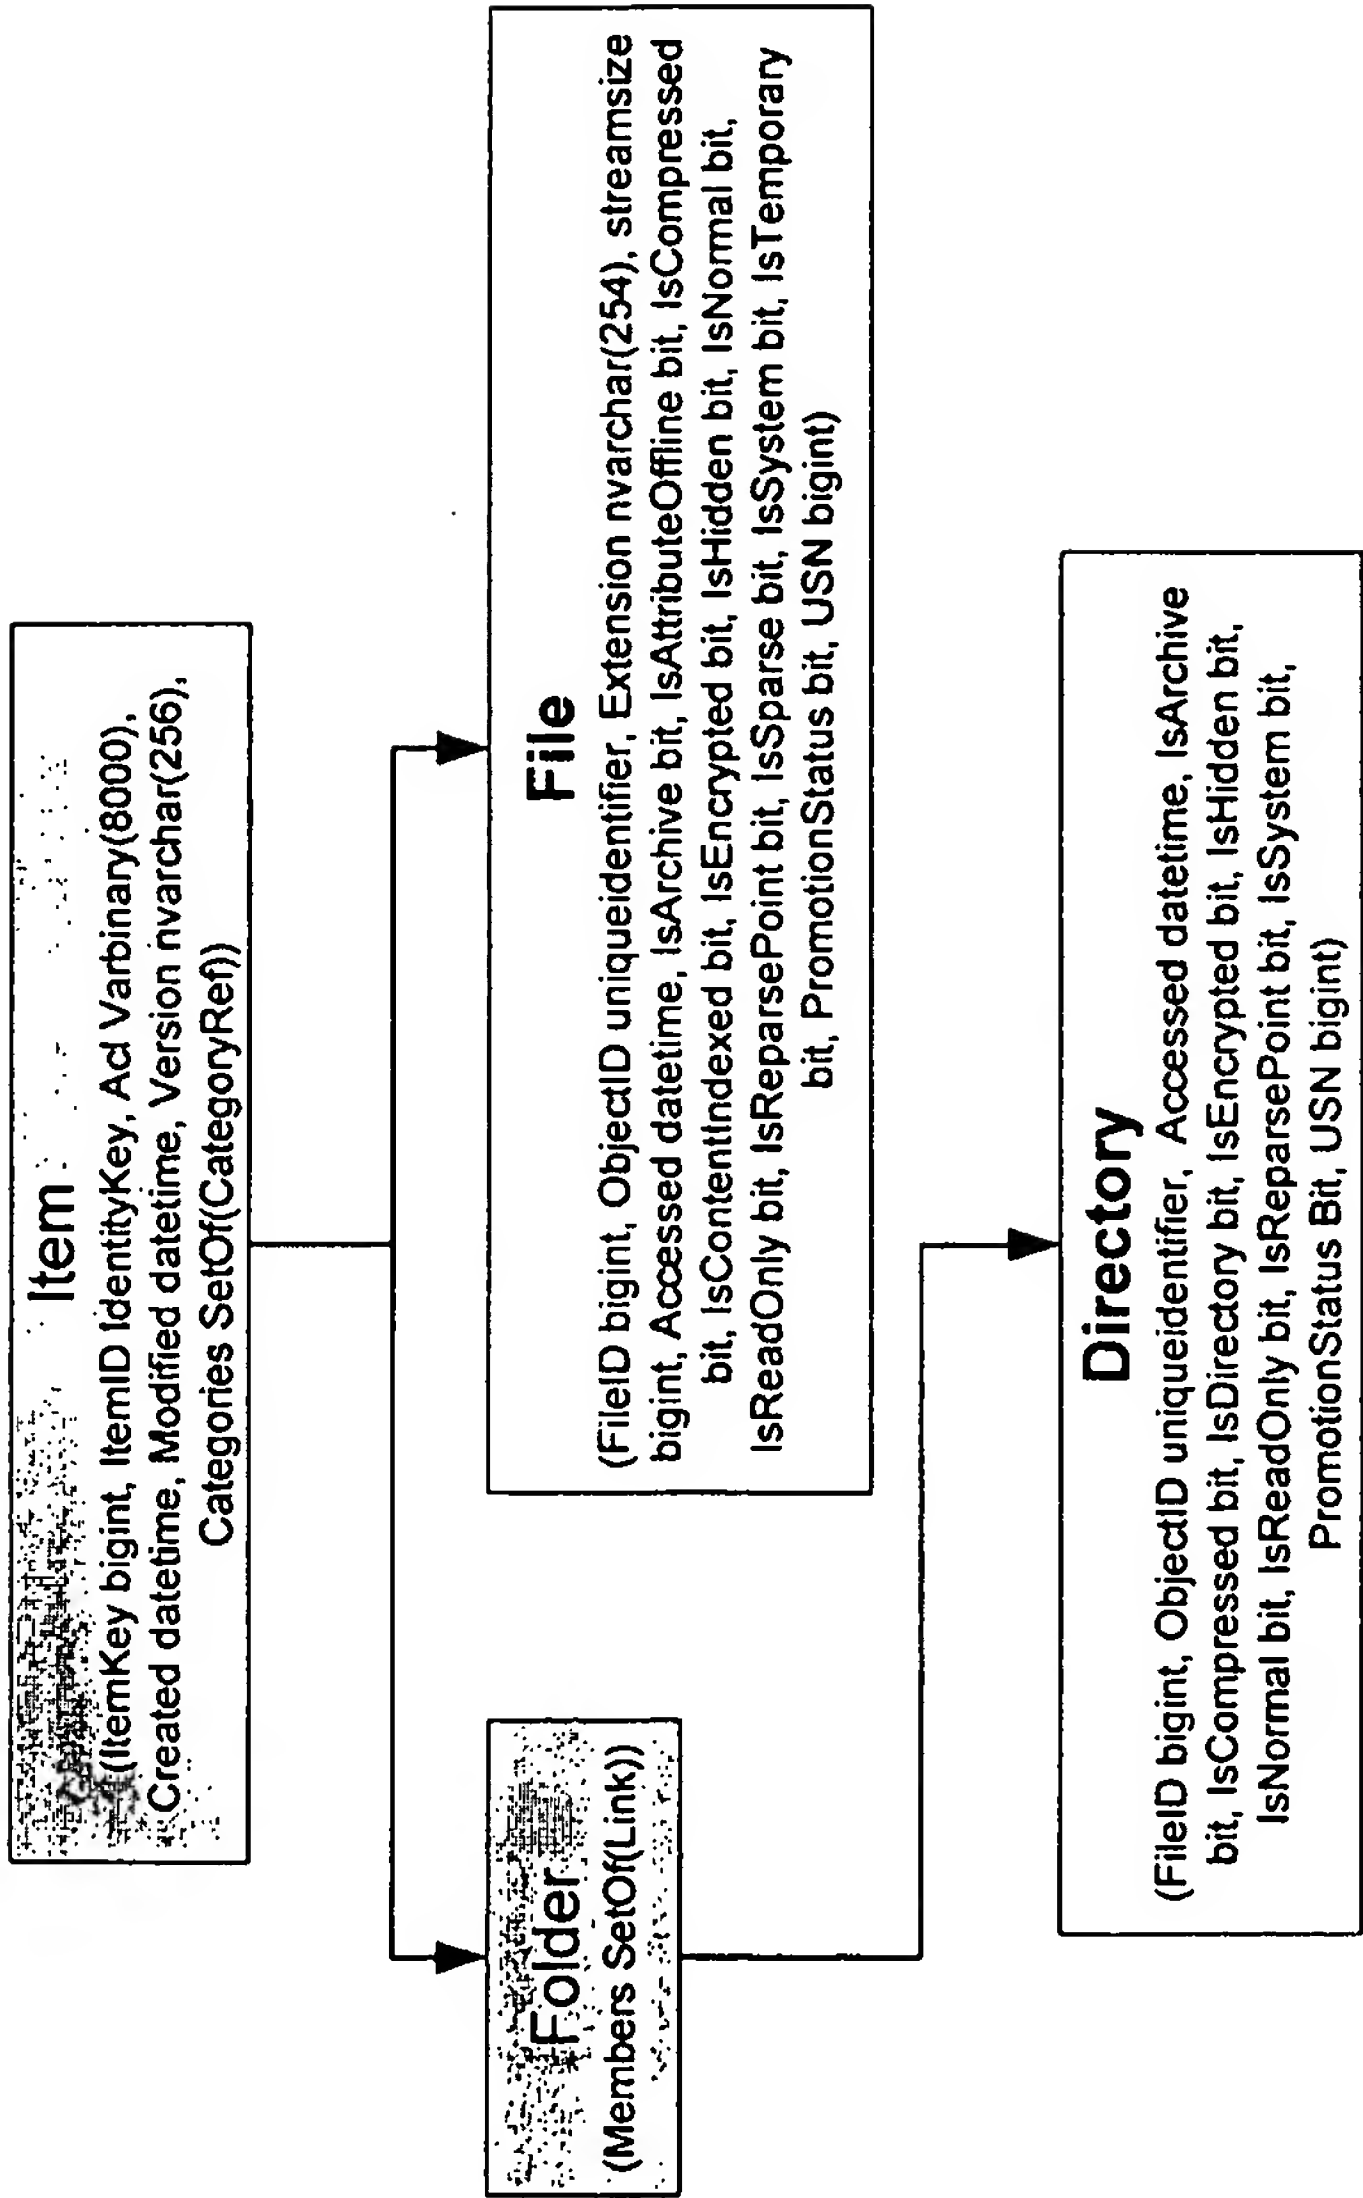 Item
(ItemKey bigint, ItemID IdentityKey, Acl Varbinary(8000),
Created datetime, Modified datetime, Version nvarchar(256),
Categories SetOf(CategoryRef))
Folder
(Members SetOf(Link))
File
(FileID bigint, ObjectID uniqueidentifier, Extension nvarchar(254), streamsize
bigint, Accessed datetime, IsArchive bit, IsAttributeOffline bit, IsCompressed
bit, IsContentIndexed bit, IsEncrypted bit, IsHidden bit, IsNormal bit,
IsReadOnly bit, IsReparsePoint bit, IsSparse bit, IsSystem bit, IsTemporary
bit, PromotionStatus bit, USN bigint)
Directory
(FileID bigint, ObjectID uniqueidentifier, Accessed datetime, IsArchive
bit, IsCompressed bit, IsDirectory bit, IsEncrypted bit, IsHidden bit,
IsNormal bit, IsReadOnly bit, IsReparsePoint bit, IsSystem bit,
PromotionStatus Bit, USN bigint)